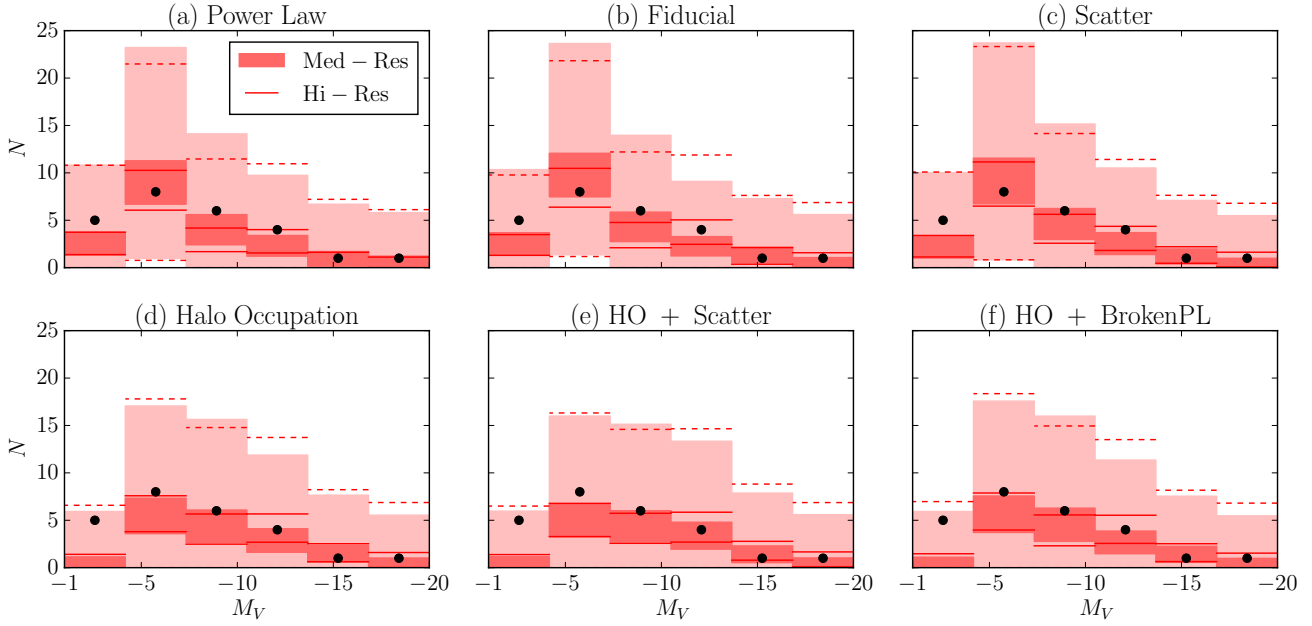 (a) Power Law
(b) Fiducial
(c) Scatter
25
20
15
10
5
0
N
Med − Res
Hi − Res
(d) Halo Occupation
(e) HO + Scatter
(f) HO + BrokenPL
25
20
15
10
5
0
N
−1 −5 −10 −15 −20
−1 −5 −10 −15 −20
−1 −5 −10 −15 −20
M_V
M_V
M_V